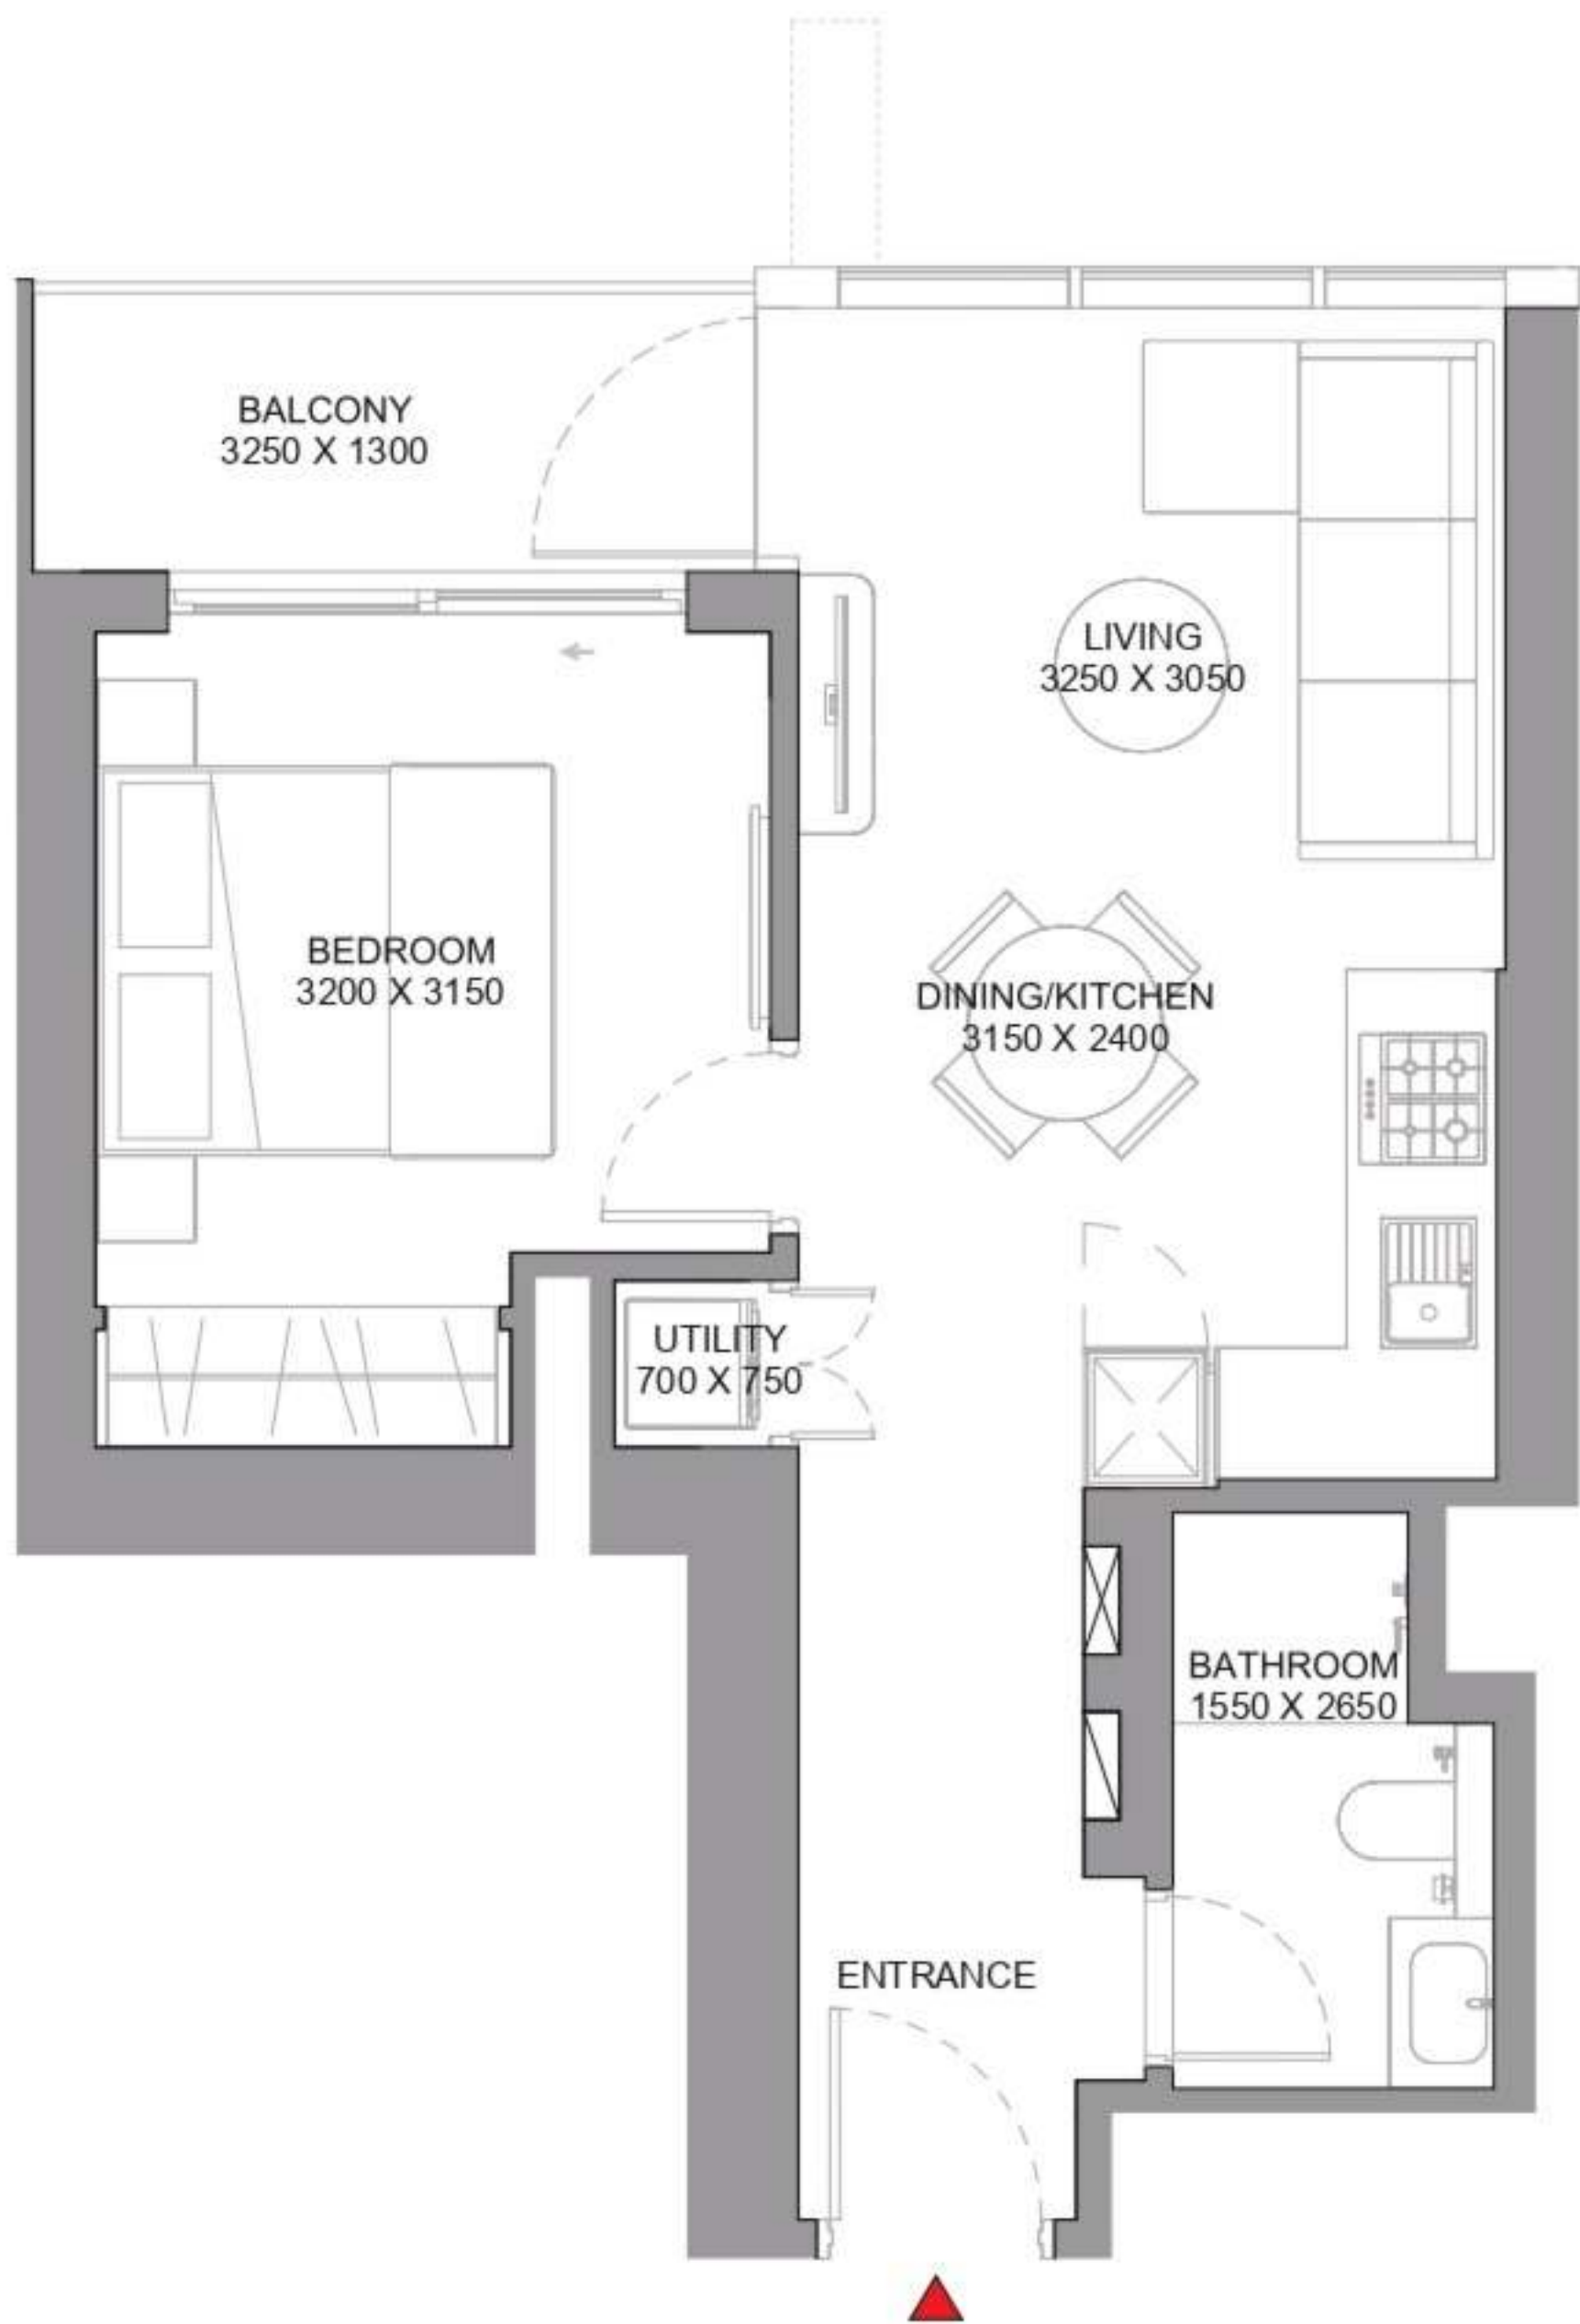 BALCONY
3250 X 1300
LIVING
3250 X 3050
BEDROOM
3200 X 3150
DINING/KITCHEN
3150 X 2400
UTILITY
700 X 750
BATHROOM
1550 X 2650
ENTRANCE